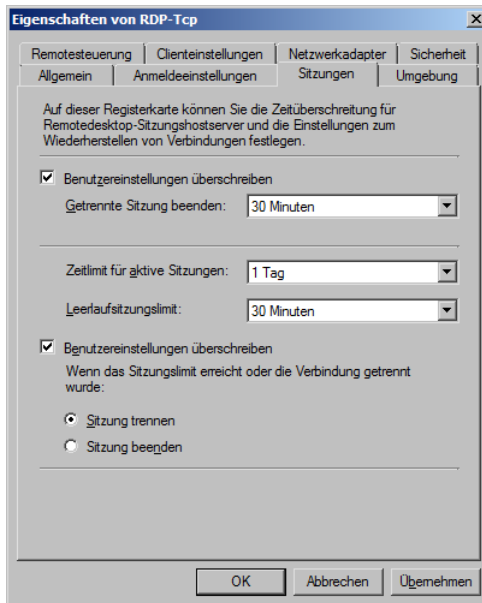 Eigenschaften von RDP-Tcp
Remotesteuerung
Clienteinstellungen
Netzwerkadapter
Sicherheit
Allgemein
Anmeldeeinstellungen
Sitzungen
Umgebung
Auf dieser Registerkarte können Sie die Zeitüberschreitung für
Remotedesktop-Sitzungshostserver und die Einstellungen zum
Wiederherstellen von Verbindungen festlegen.
Benutzereinstellungen überschreiben
Getrennte Sitzung beenden:
30 Minuten
Zeitlimit für aktive Sitzungen:
1 Tag
Leerlaufsitzungslimit:
30 Minuten
Benutzereinstellungen überschreiben
Wenn das Sitzungslimit erreicht oder die Verbindung getrennt
wurde:
Sitzung trennen
Sitzung beenden
OK
Abbrechen
Übernehmen